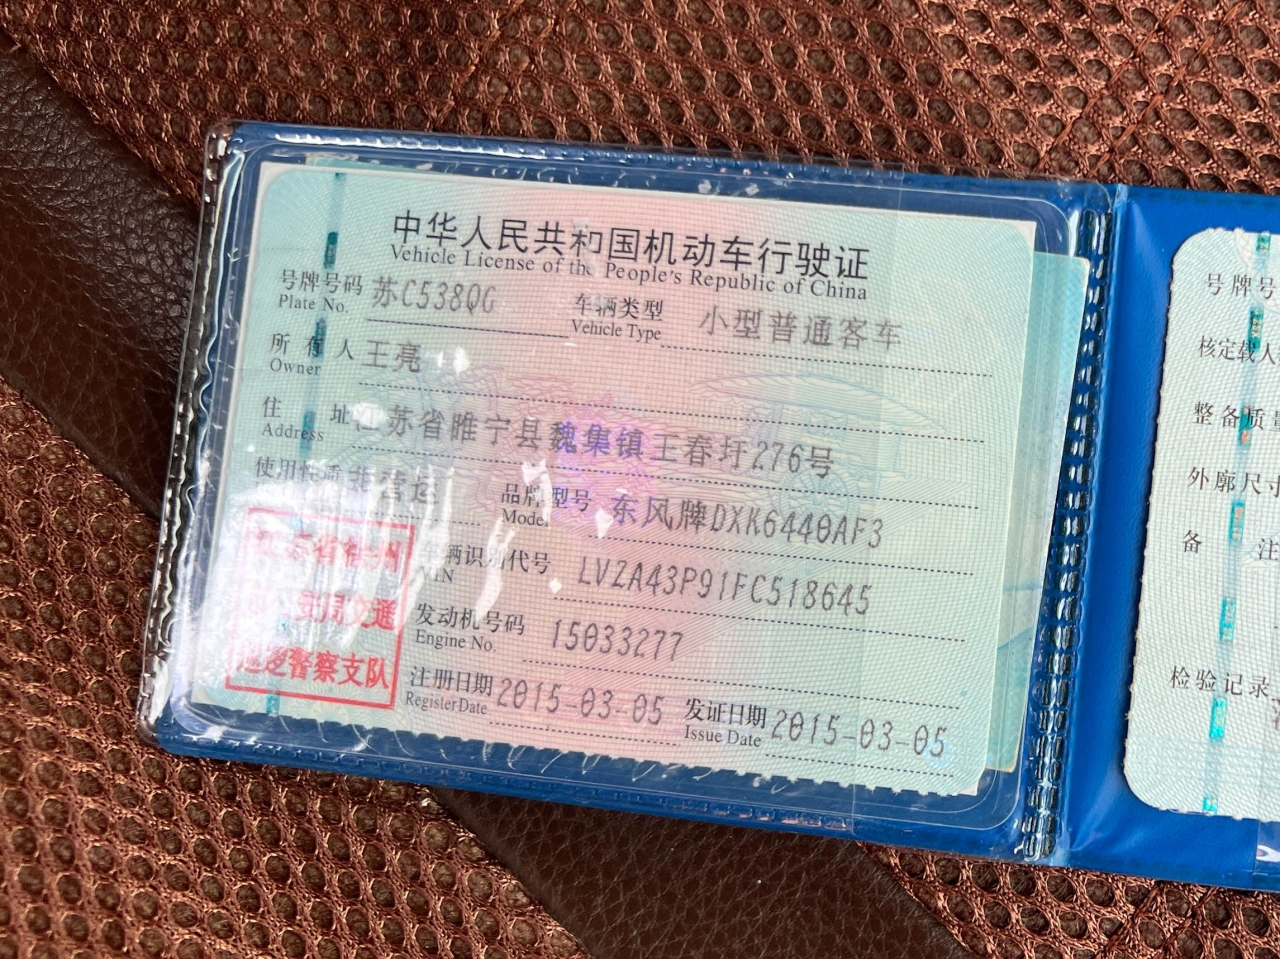 中华人民共和国机动车行驶证
Vehicle License of the People's Republic of China
号牌号码 苏C538QG 车辆类型 小型普通客车
Plate No. Vehicle Type
所有人 王亮
Owner
住址 江苏省睢宁县魏集镇王春圩276号
Address
使用性质 非营运 品牌型号 东风牌DXK6440AF3
Model
车辆识别代号 LVZA43P91FC518645
VIN
发动机号码 15033277
Engine No.
注册日期 2015-03-05 发证日期 2015-03-05
Register Date Issue Date
江苏省徐州
市公安局交通
巡逻警察支队
号牌号
核定载人
整备质量
外廓尺寸
备注
检验记录